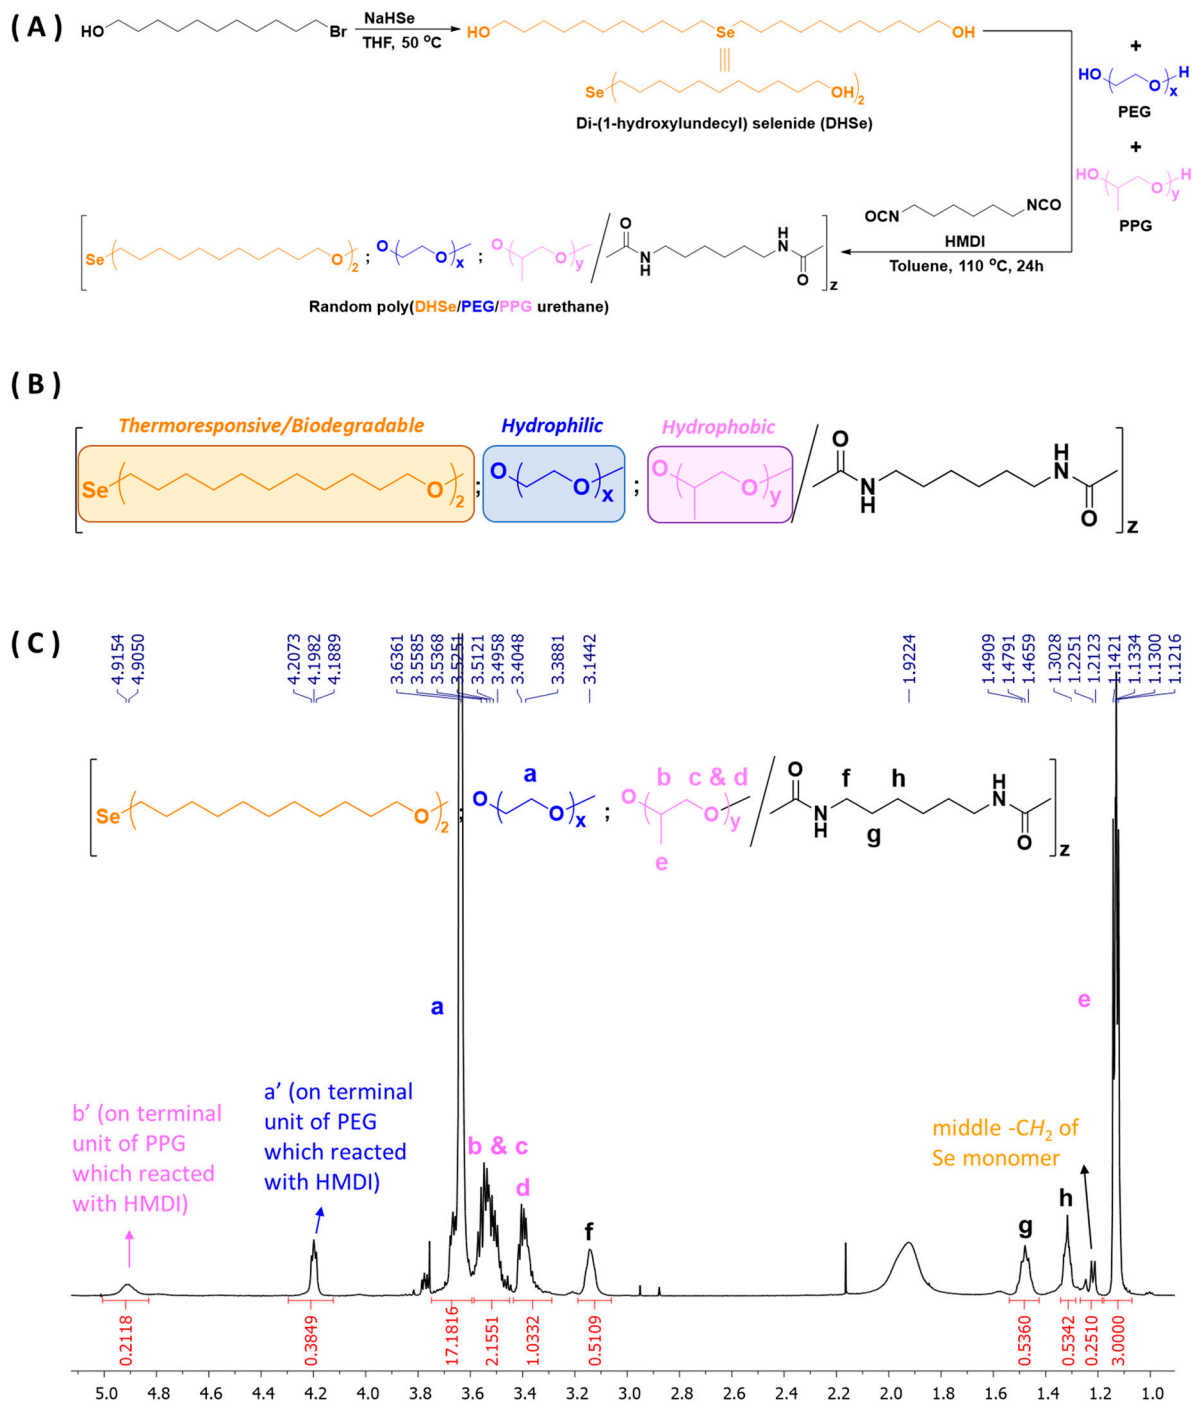 ( A )
HO
Br
NaHSe
THF, 50 °C
HO
Se
OH
Se
OH
2
Di-(1-hydroxylundecyl) selenide (DHSe)
+
HO
O
H
x
PEG
+
HO
O
H
y
PPG
OCN
NCO
HMDI
Toluene, 110 °C, 24h
Se
O
2
;
O
O
x
;
O
O
y
O
N
H
H
N
O
z
Random poly(DHSe/PEG/PPG urethane)
( B )
Thermoresponsive/Biodegradable
Hydrophilic
Hydrophobic
Se
O
2
;
O
O
x
;
O
O
y
O
N
H
H
N
O
z
( C )
4.9154
4.9050
4.2073
4.1982
4.1889
3.6361
3.5585
3.5368
3.5251
3.5121
3.4958
3.4048
3.3881
3.1442
1.9224
1.4909
1.4791
1.4659
1.3028
1.2251
1.2123
1.1421
1.1334
1.1300
1.1216
Se
O
2
;
a
O
O
x
;
b c & d
O
O
y
e
O
N
H
f
g
h
H
N
O
z
a
e
b' (on terminal
unit of PPG
which reacted
with HMDI)
a' (on terminal
unit of PEG
which reacted
with HMDI)
b & c
d
f
middle -CH2 of
Se monomer
g
h
0.2118
0.3849
17.1816
2.1551
1.0332
0.5109
0.5360
0.5342
0.2510
3.0000
5.0 4.8 4.6 4.4 4.2 4.0 3.8 3.6 3.4 3.2 3.0 2.8 2.6 2.4 2.2 2.0 1.8 1.6 1.4 1.2 1.0